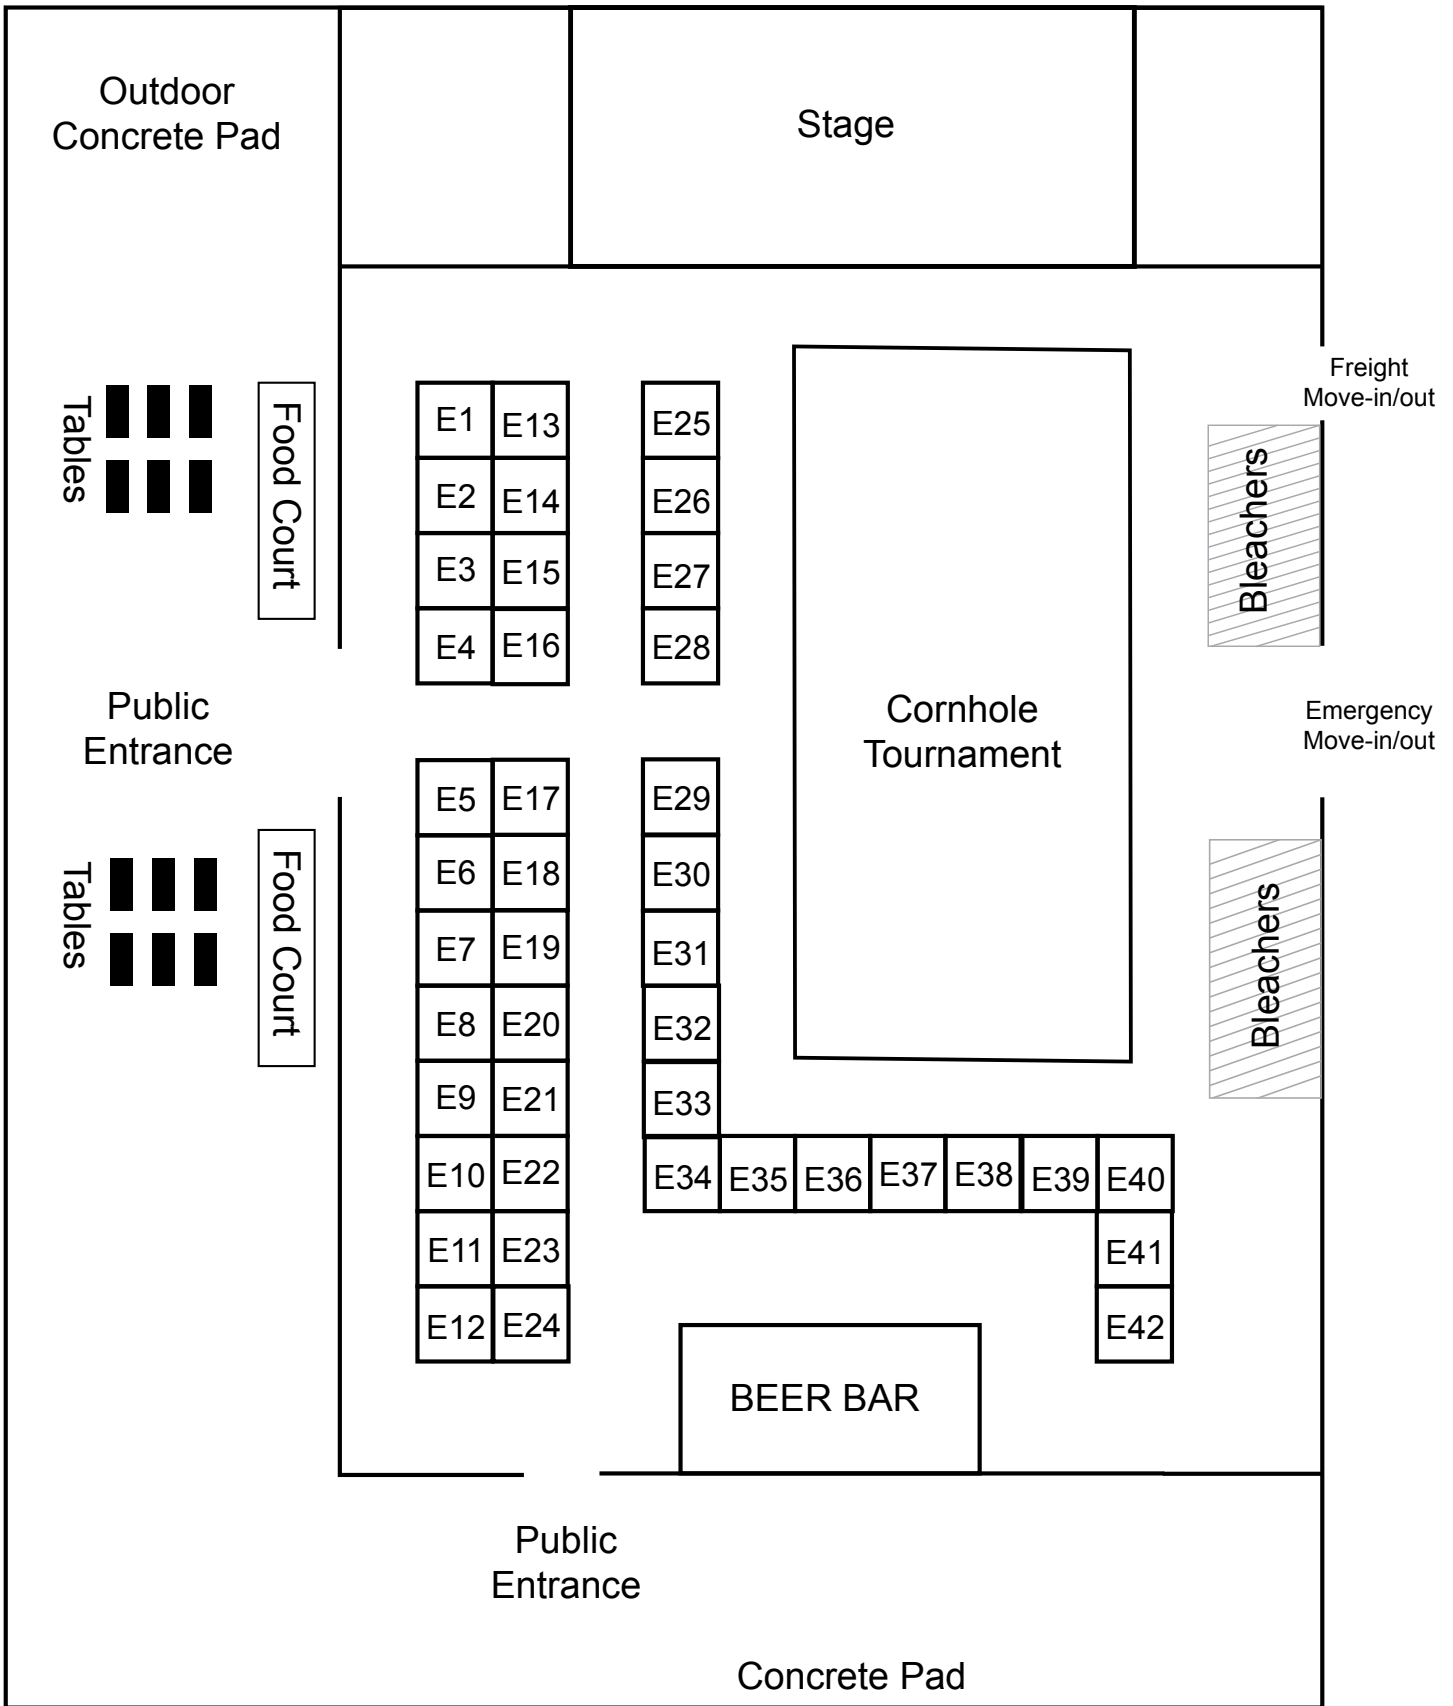 Outdoor
Concrete Pad
Stage
Freight
Move-in/out
Tables
Food Court
E1
E13
E25
E2
E14
E26
E3
E15
E27
E4
E16
E28
Bleachers
Public
Entrance
Cornhole
Tournament
Emergency
Move-in/out
Tables
Food Court
E5
E17
E29
E6
E18
E30
E7
E19
E31
E8
E20
E32
E9
E21
E33
Bleachers
E10
E22
E34
E35
E36
E37
E38
E39
E40
E11
E23
E41
E12
E24
E42
BEER BAR
Public
Entrance
Concrete Pad